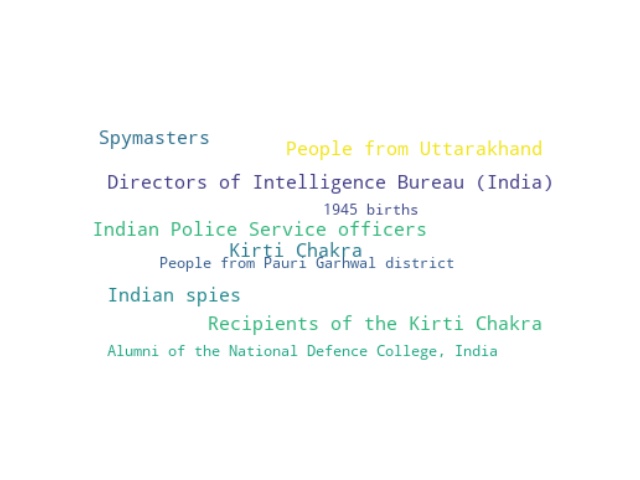 Spymasters
People from Uttarakhand
Directors of Intelligence Bureau (India)
1945 births
Indian Police Service officers
Kirti Chakra
People from Pauri Garhwal district
Indian spies
Recipients of the Kirti Chakra
Alumni of the National Defence College, India